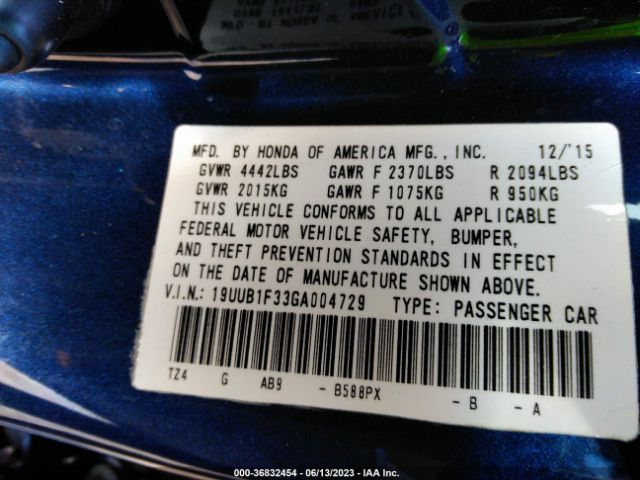 MFD. BY HONDA OF AMERICA MFG., INC. 12/'15
GVWR 4442LBS GAWR F 2370LBS R 2094LBS
GVWR 2015KG GAWR F 1075KG R 950KG
THIS VEHICLE CONFORMS TO ALL APPLICABLE
FEDERAL MOTOR VEHICLE SAFETY, BUMPER,
AND THEFT PREVENTION STANDARDS IN EFFECT
ON THE DATE OF MANUFACTURE SHOWN ABOVE.
V.I.N.: 19UUB1F33GA004729 TYPE: PASSENGER CAR
TZ4 G AB9 - B588PX - B - A
000-36832454 - 06/13/2023 - IAA Inc.